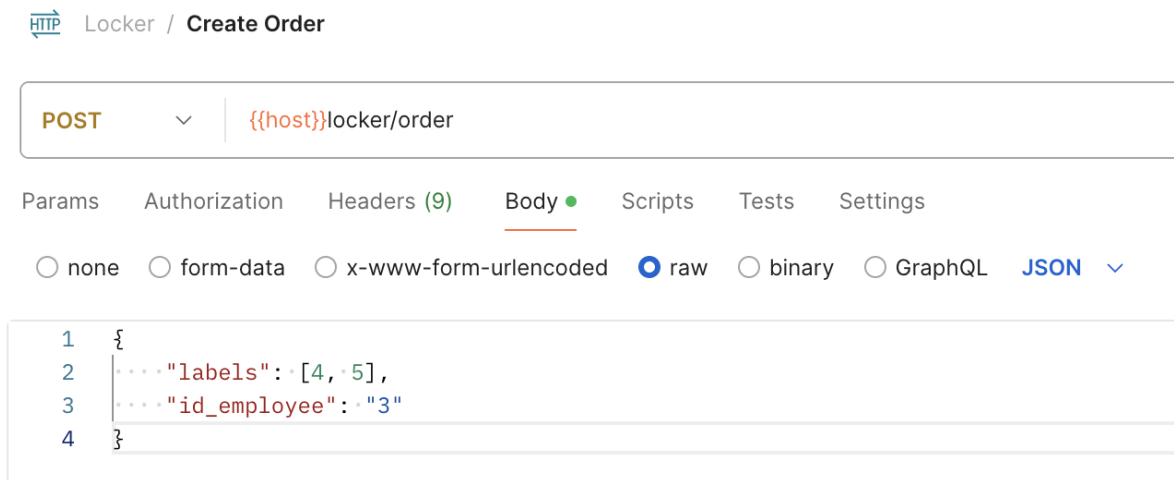 HTTP Locker / Create Order
POST {{host}}locker/order
Params Authorization Headers (9) Body Scripts Tests Settings
none form-data x-www-form-urlencoded raw binary GraphQL JSON
1 {
2 "labels": [4, 5],
3 "id_employee": "3"
4 }